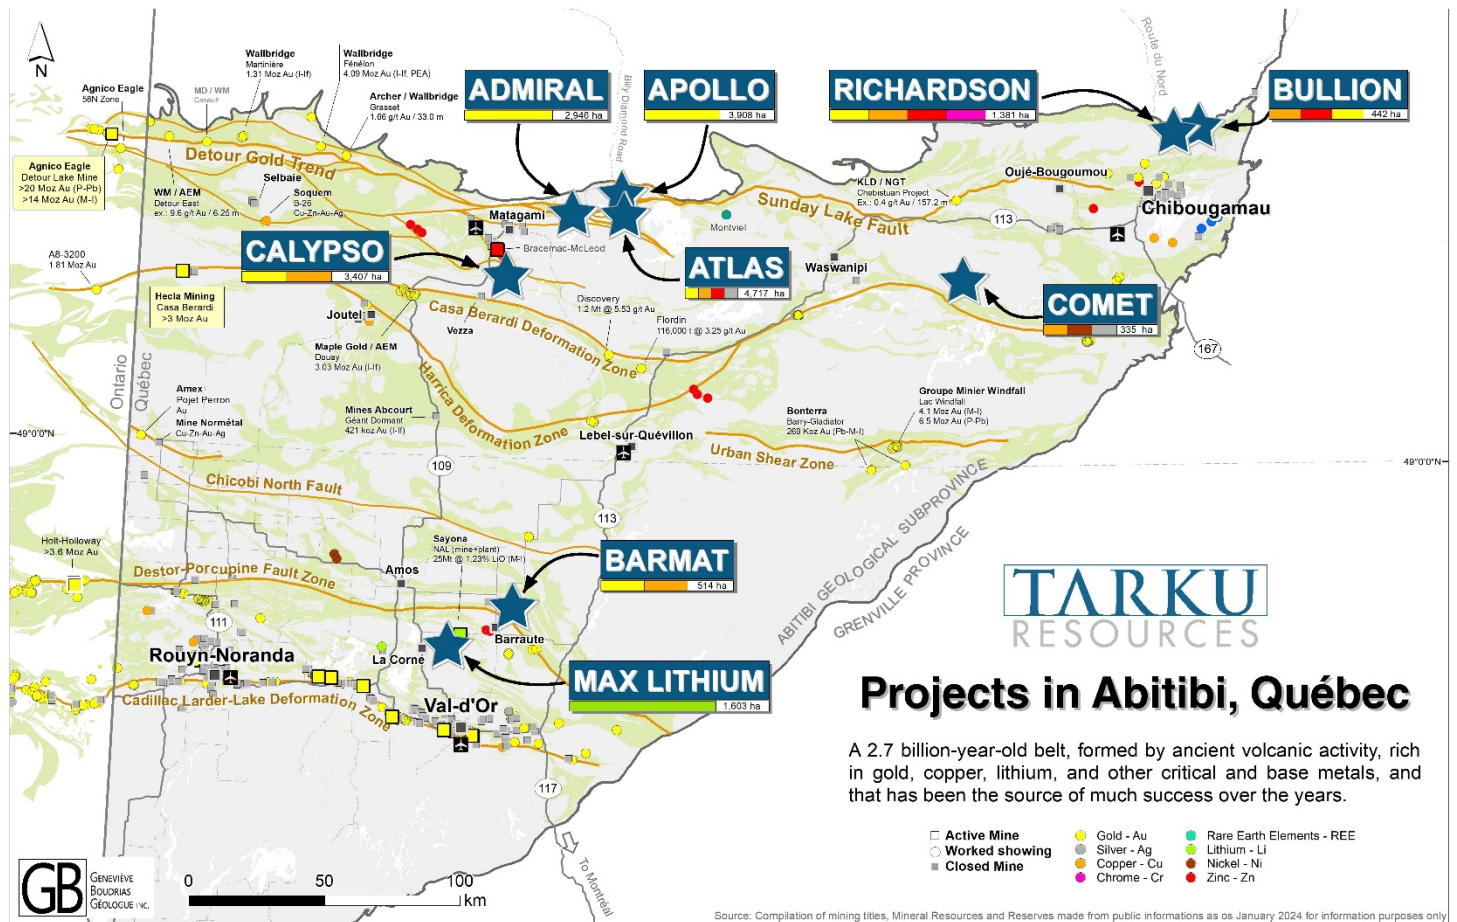 N
Wallbridge
Martinière
1.31 Moz Au (I-If)
Wallbridge
Fénélon
4.09 Moz Au (I-If. PEA)
Agnico Eagle
58N Zone
MD / WM
Casault
Archer / Wallbridge
Grasset
1.66 g/t Au / 33.0 m
ADMIRAL
2,946 ha
Billy Diamond Road
APOLLO
3,908 ha
RICHARDSON
1.381 ha
Route du Nord
BULLION
442 ha
Agnico Eagle
Detour Lake Mine
>20 Moz Au (P-Pb)
>14 Moz Au (M-I)
Detour Gold Trend
WM / AEM
Detour East
ex.: 9.6 g/t Au / 6.25 m
Selbaie
Soquem
B-26
Cu-Zn-Au-Ag
Matagami
Bracemac-McLeod
Montviel
Sunday Lake Fault
KLD / NGT
Chebistuan Project
Ex.: 0.4 g/t Au / 157.2 m
Oujé-Bougoumou
113
Chibougamau
CALYPSO
3,407 ha
ATLAS
4,717 ha
Waswanipi
COMET
335 ha
167
A8-3200
1.81 Moz Au
Hecla Mining
Casa Berardi
>3 Moz Au
Joutel
Casa Berardi Deformation Zone
Vezza
Discovery
1.2 Mt @ 5.53 g/t Au
Flordin
116,000 t @ 3.25 g/t Au
Maple Gold / AEM
Douay
3.03 Moz Au (I-If)
Harrica Deformation Zone
Ontario
Québec
Amex
Pojet Perron
Au
Mine Normétal
Cu-Zn-Au-Ag
Mines Abcourt
Géant Dormant
421 koz Au (I-If)
Lebel-sur-Quévillon
Bonterra
Barry-Gladiator
269 Koz Au (Pb-M-I)
Groupe Minier Windfall
Lac Windfall
4.1 Moz Au (M-I)
6.5 Moz Au (P-Pb)
Urban Shear Zone
49°0'0"N
49°0'0"N
109
Chicobi North Fault
113
ABITIBI GEOLOGICAL SUBPROVINCE
GRENVILLE PROVINCE
Holt-Holloway
>3.6 Moz Au
Sayona
NAL (mine+plant)
25Mt @ 1.23% LiO (M-I)
BARMAT
514 ha
Destor-Porcupine Fault Zone
Amos
111
Barraute
La Corne
Rouyn-Noranda
MAX LITHIUM
1,603 ha
Cadillac Larder-Lake Deformation Zone
Val-d'Or
117
To Montréal
TARKU
RESOURCES
Projects in Abitibi, Québec
A 2.7 billion-year-old belt, formed by ancient volcanic activity, rich
in gold, copper, lithium, and other critical and base metals, and
that has been the source of much success over the years.
Active Mine
Worked showing
Closed Mine
Gold - Au
Silver - Ag
Copper - Cu
Chrome - Cr
Rare Earth Elements - REE
Lithium - Li
Nickel - Ni
Zinc - Zn
GB
GENEVIÈVE
BOUDRIAS
GÉOLOGUE INC.
0 50 100
km
Source: Compilation of mining titles, Mineral Resources and Reserves made from public informations as os January 2024 for information purposes only